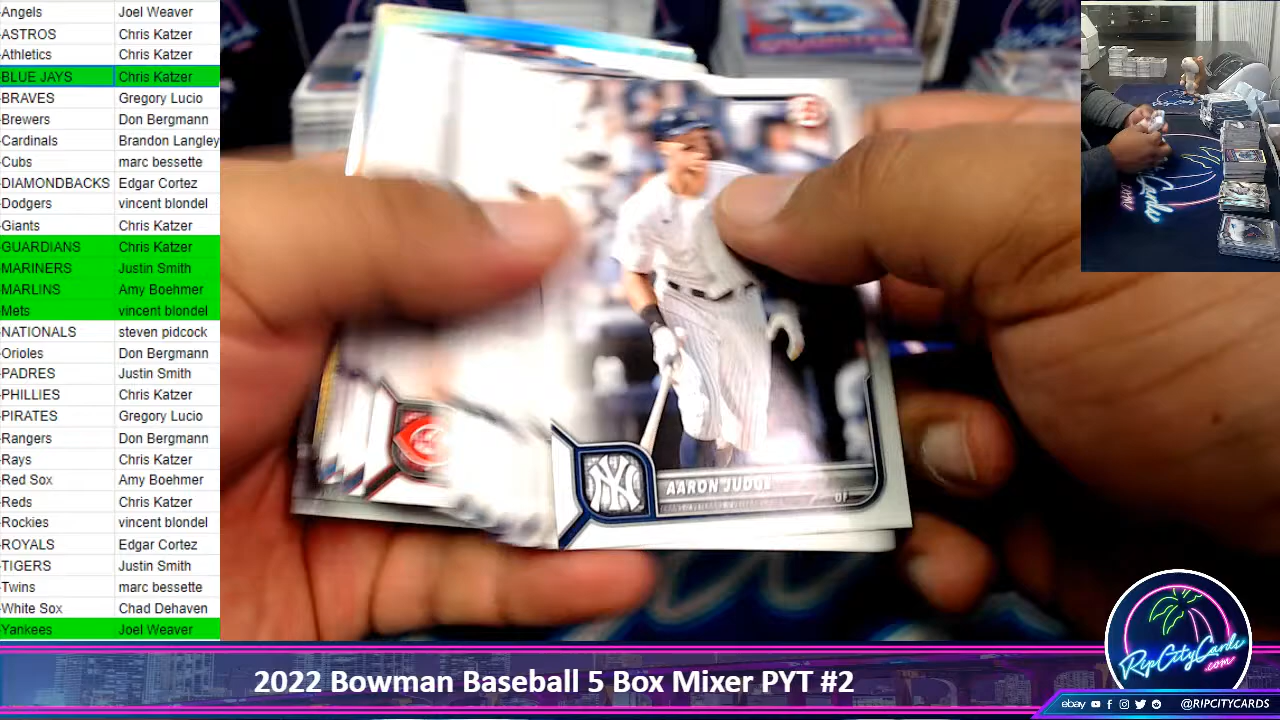 -Angels Joel Weaver
-ASTROS Chris Katzer
-Athletics Chris Katzer
-BLUE JAYS Chris Katzer
-BRAVES Gregory Lucio
-Brewers Don Bergmann
-Cardinals Brandon Langley
-Cubs marc bessette
-DIAMONDBACKS Edgar Cortez
-Dodgers vincent blondel
-Giants Chris Katzer
-GUARDIANS Chris Katzer
-MARINERS Justin Smith
-MARLINS Amy Boehmer
-Mets vincent blondel
-NATIONALS steven pidcock
-Orioles Don Bergmann
-PADRES Justin Smith
-PHILLIES Chris Katzer
-PIRATES Gregory Lucio
-Rangers Don Bergmann
-Rays Chris Katzer
-Red Sox Amy Boehmer
-Reds Chris Katzer
-Rockies vincent blondel
-ROYALS Edgar Cortez
-TIGERS Justin Smith
-Twins marc bessette
-White Sox Chad Dehaven
-Yankees Joel Weaver
NY
AARON JUDGE
OF
2022 Bowman Baseball 5 Box Mixer PYT #2
RipCityCards
.com
ebay @RIPCITYCARDS